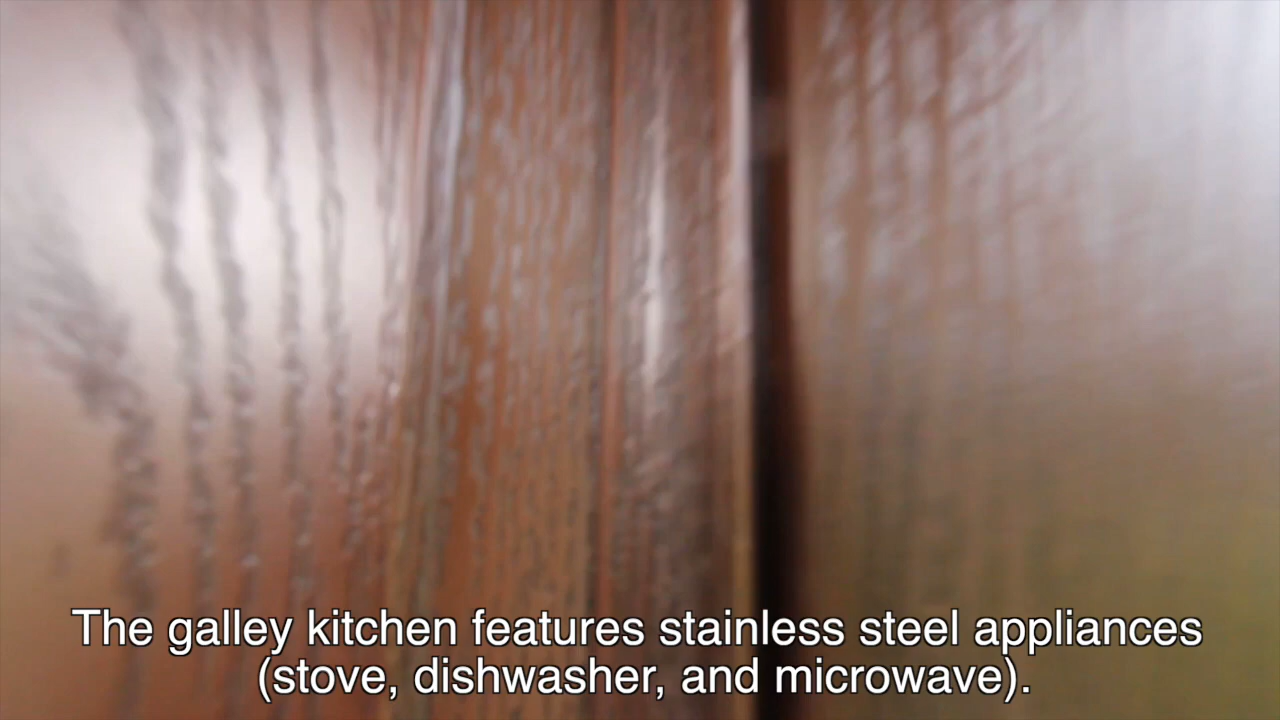 The galley kitchen features stainless steel appliances
(stove, dishwasher, and microwave).